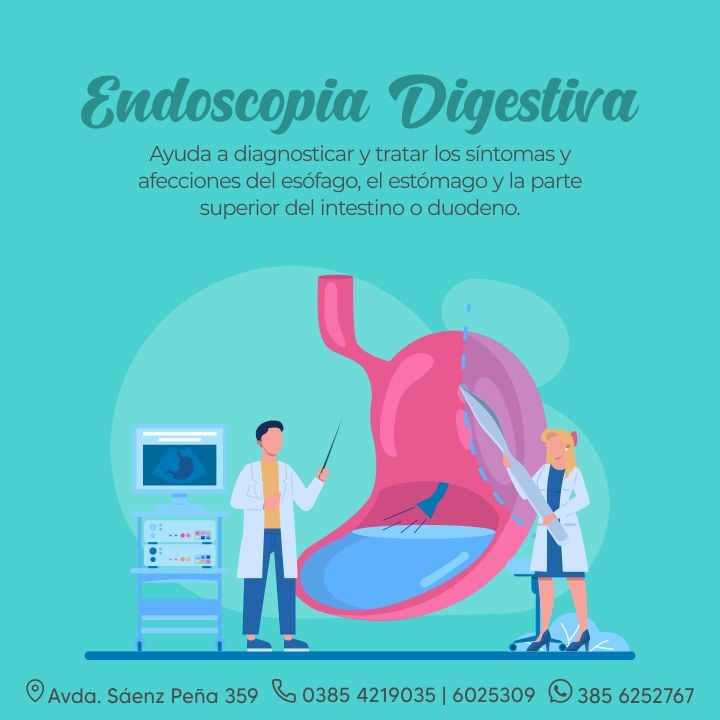 Endoscopia Digestiva
Ayuda a diagnosticar y tratar los síntomas y
afecciones del esófago, el estómago y la parte
superior del intestino o duodeno.
Avda. Sáenz Peña 359 0385 4219035 | 6025309 385 6252767